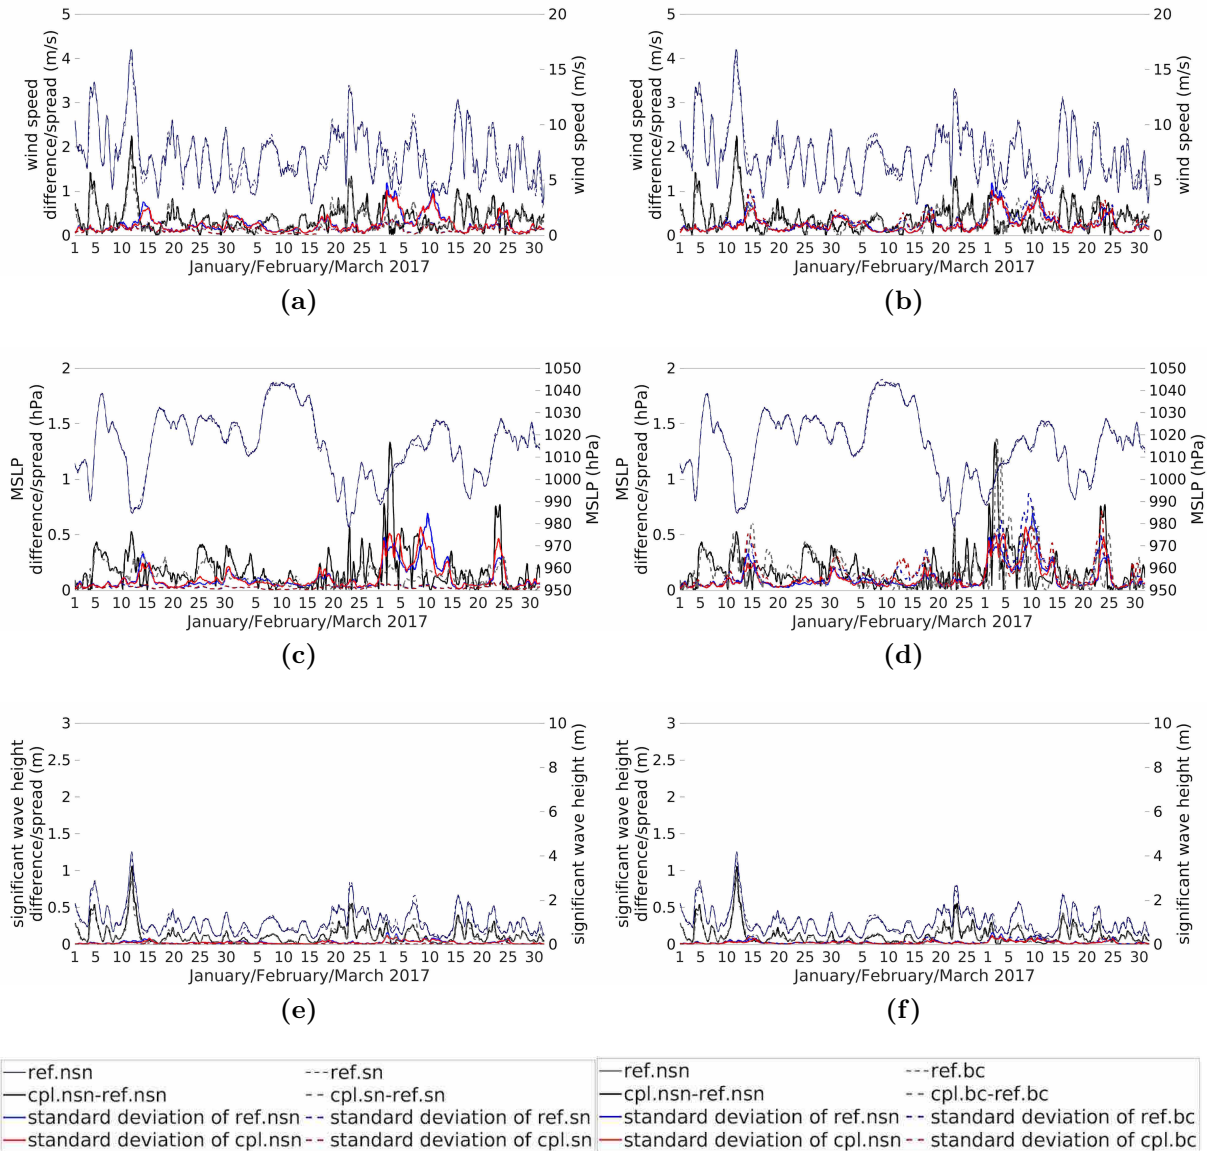 5 20
4 15
3
2 10
1 5
0 0
wind speed
difference/spread (m/s)
wind speed (m/s)
1 5 10 15 20 25 30 5 10 15 20 25 1 5 10 15 20 25 30
January/February/March 2017
(a)
5 20
4 15
3
2 10
1 5
0 0
wind speed
difference/spread (m/s)
wind speed (m/s)
1 5 10 15 20 25 30 5 10 15 20 25 1 5 10 15 20 25 30
January/February/March 2017
(b)
2 1050
1040
1.5 1030
1020
1010
1 1000
990
0.5 980
970
960
0 950
MSLP
difference/spread (hPa)
MSLP (hPa)
1 5 10 15 20 25 30 5 10 15 20 25 1 5 10 15 20 25 30
January/February/March 2017
(c)
2 1050
1040
1.5 1030
1020
1010
1 1000
990
0.5 980
970
960
0 950
MSLP
difference/spread (hPa)
MSLP (hPa)
1 5 10 15 20 25 30 5 10 15 20 25 1 5 10 15 20 25 30
January/February/March 2017
(d)
3 10
2.5 8
2 6
1.5
1 4
0.5 2
0 0
significant wave height
difference/spread (m)
significant wave height (m)
1 5 10 15 20 25 30 5 10 15 20 25 1 5 10 15 20 25 30
January/February/March 2017
(e)
3 10
2.5 8
2 6
1.5
1 4
0.5 2
0 0
significant wave height
difference/spread (m)
significant wave height (m)
1 5 10 15 20 25 30 5 10 15 20 25 1 5 10 15 20 25 30
January/February/March 2017
(f)
ref.nsn ref.sn
cpl.nsn-ref.nsn cpl.sn-ref.sn
standard deviation of ref.nsn standard deviation of ref.sn
standard deviation of cpl.nsn standard deviation of cpl.sn
ref.nsn ref.bc
cpl.nsn-ref.nsn cpl.bc-ref.bc
standard deviation of ref.nsn standard deviation of ref.bc
standard deviation of cpl.nsn standard deviation of cpl.bc